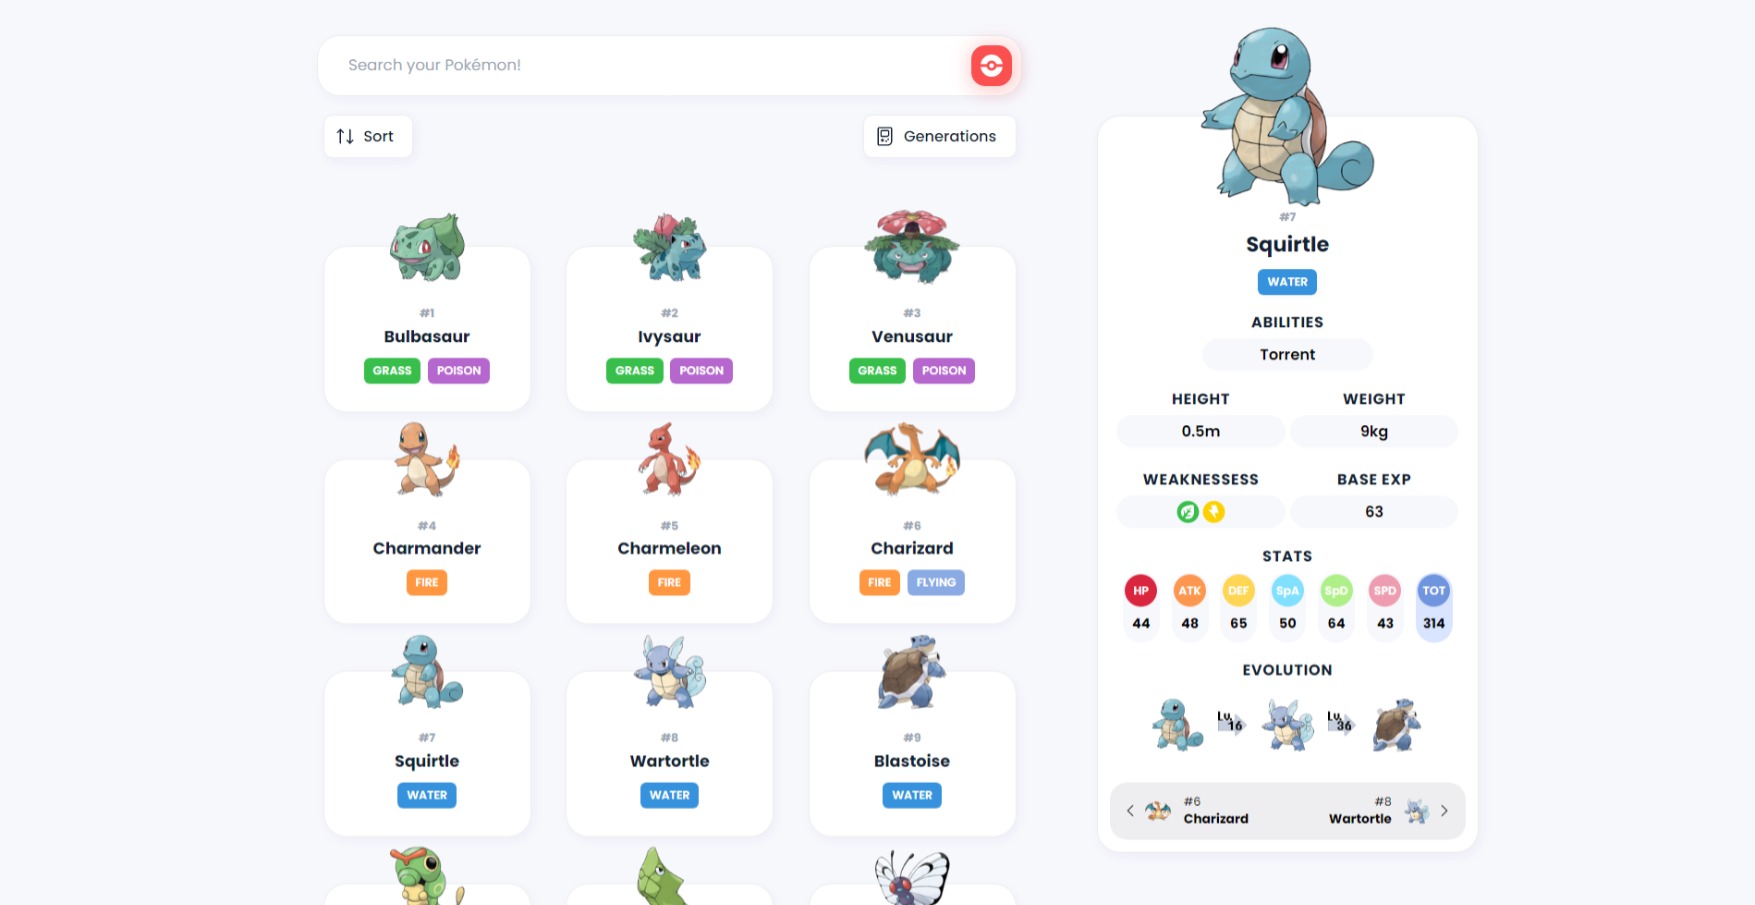 Search your Pokémon!
Sort
Generations
#1
Bulbasaur
GRASS POISON
#2
Ivysaur
GRASS POISON
#3
Venusaur
GRASS POISON
#4
Charmander
FIRE
#5
Charmeleon
FIRE
#6
Charizard
FIRE FLYING
#7
Squirtle
WATER
#8
Wartortle
WATER
#9
Blastoise
WATER
#7
Squirtle
WATER
ABILITIES
Torrent
HEIGHT WEIGHT
0.5m 9kg
WEAKNESSESS BASE EXP
63
STATS
HP ATK DEF SpA SpD SPD TOT
44 48 65 50 64 43 314
EVOLUTION
Lv. 16 Lv. 36
#6 #8
Charizard Wartortle